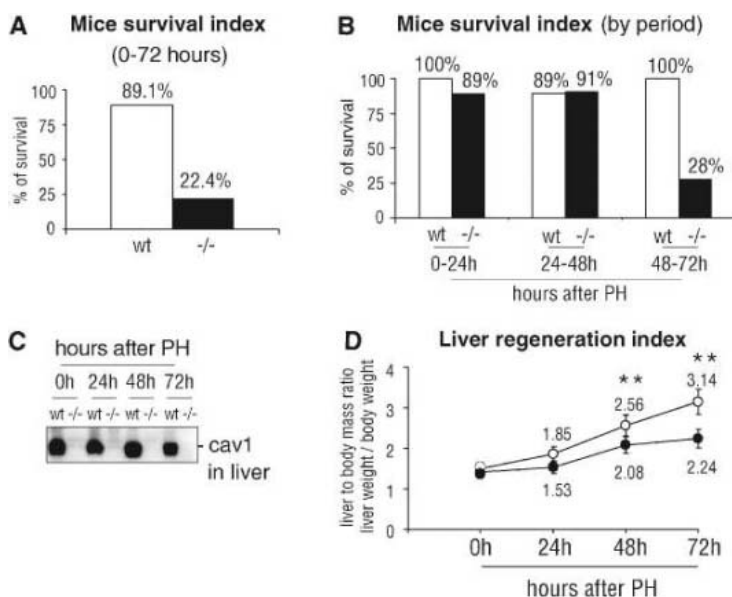 A Mice survival index
(0-72 hours)
% of survival
100
75
50
25
0
89.1%
22.4%
wt -/-
B Mice survival index (by period)
% of survival
100
75
50
25
0
100%
89%
89% 91%
100%
28%
wt -/- wt -/- wt -/-
0-24h 24-48h 48-72h
hours after PH
C hours after PH
0h 24h 48h 72h
wt -/- wt -/- wt -/- wt -/-
- cav1
in liver
D Liver regeneration index
liver to body mass ratio
liver weight / body weight
4
3
2
1
0
** **
1.85 2.56 3.14
1.53 2.08 2.24
0h 24h 48h 72h
hours after PH